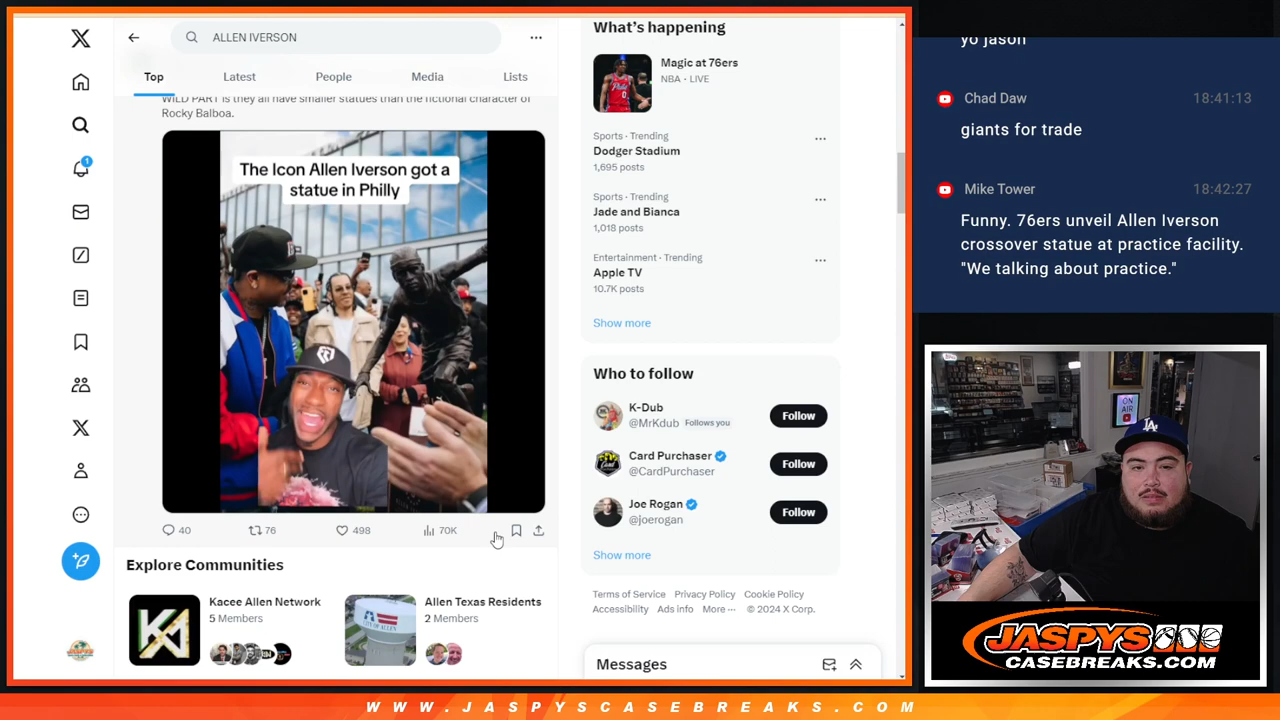 ALLEN IVERSON
Top
Latest
People
Media
Lists
WILD PART is they all have smaller statues than the fictional character of
Rocky Balboa.
The Icon Allen Iverson got a
statue in Philly
40
76
498
70K
Explore Communities
Kacee Allen Network
5 Members
Allen Texas Residents
2 Members
1
What's happening
Magic at 76ers
NBA · LIVE
Sports · Trending
Dodger Stadium
1,695 posts
Sports · Trending
Jade and Bianca
1,018 posts
Entertainment · Trending
Apple TV
10.7K posts
Show more
Who to follow
K-Dub
@MrKdub Follows you
Follow
Card Purchaser
@CardPurchaser
Follow
Joe Rogan
@joerogan
Follow
Show more
Terms of Service Privacy Policy Cookie Policy
Accessibility Ads info More ··· © 2024 X Corp.
Messages
yo jason
Chad Daw 18:41:13
giants for trade
Mike Tower 18:42:27
Funny. 76ers unveil Allen Iverson
crossover statue at practice facility.
"We talking about practice."
ON
AIR
LA
JASPYS
CASEBREAKS.COM
WWW.JASPYSCASEBREAKS.COM